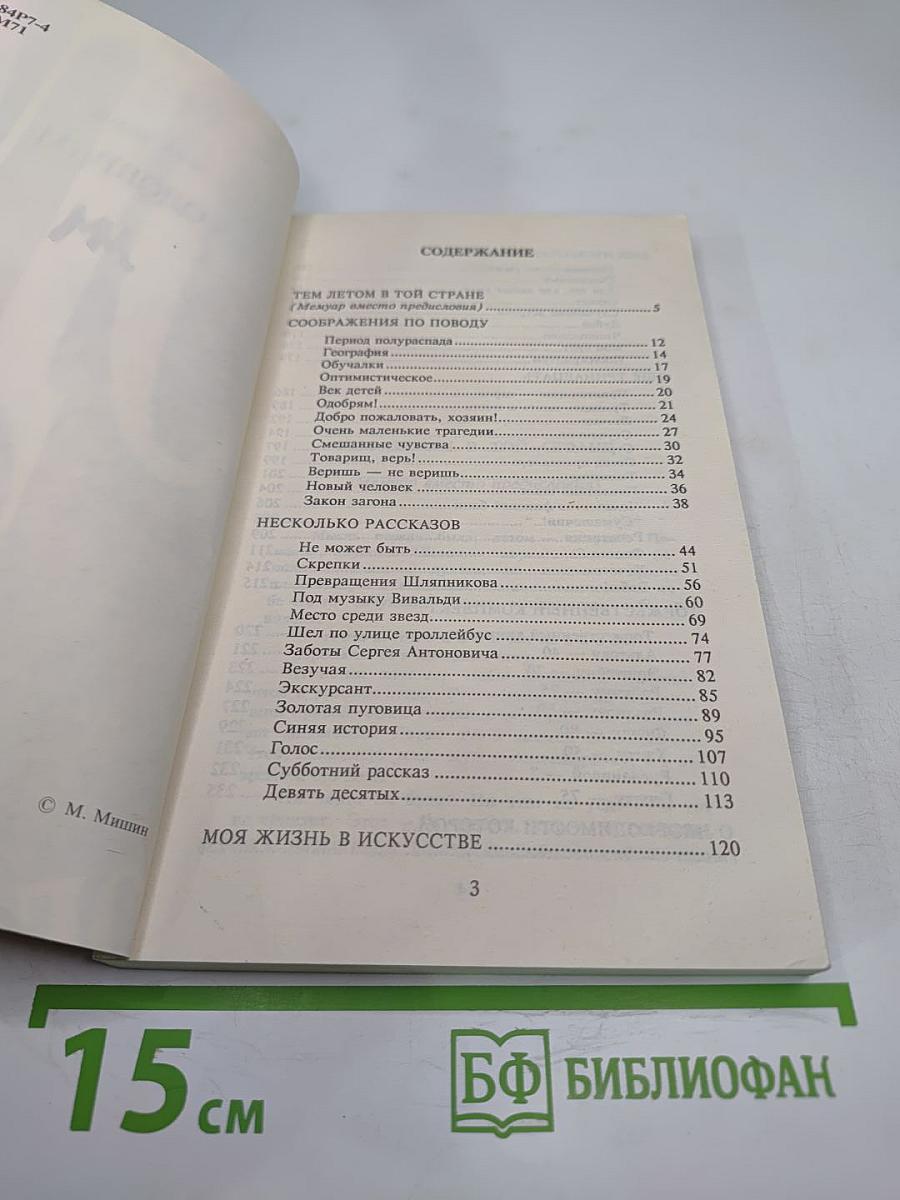 84Р7-4
М71
© М. Мишин
СОДЕРЖАНИЕ
ТЕМ ЛЕТОМ В ТОЙ СТРАНЕ
(Мемуар вместо предисловия) ........ 5
СООБРАЖЕНИЯ ПО ПОВОДУ
Период полураспада ........ 12
География ........ 14
Обучалки ........ 17
Оптимистическое ........ 19
Век детей ........ 20
Одобрям! ........ 21
Добро пожаловать, хозяин! ........ 24
Очень маленькие трагедии ........ 27
Смешанные чувства ........ 30
Товарищ, верь! ........ 32
Веришь — не веришь ........ 34
Новый человек ........ 36
Закон загона ........ 38
НЕСКОЛЬКО РАССКАЗОВ
Не может быть ........ 44
Скрепки ........ 51
Превращения Шляпникова ........ 56
Под музыку Вивальди ........ 60
Место среди звезд ........ 69
Шел по улице троллейбус ........ 74
Заботы Сергея Антоновича ........ 77
Везучая ........ 82
Экскурсант ........ 85
Золотая пуговица ........ 89
Синяя история ........ 95
Голос ........ 107
Субботний рассказ ........ 110
Девять десятых ........ 113
МОЯ ЖИЗНЬ В ИСКУССТВЕ ........ 120
3
15 см
БФ БИБЛИОФАН